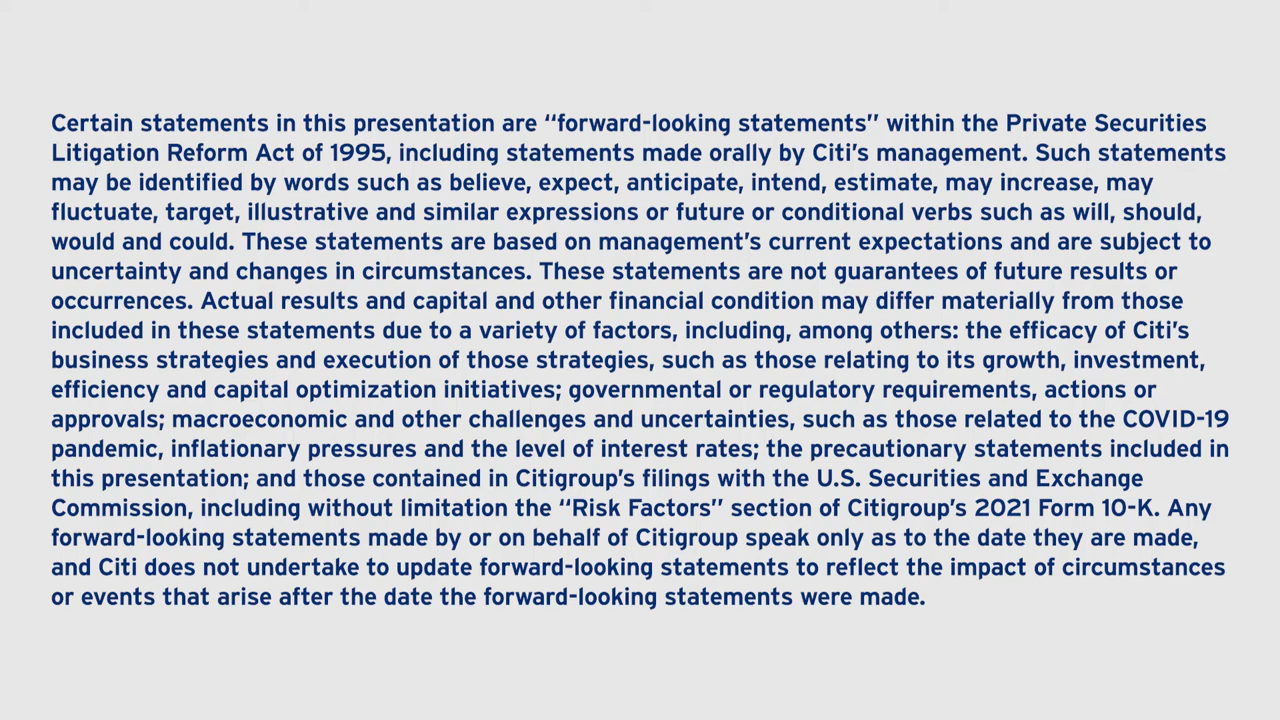 Certain statements in this presentation are “forward-looking statements” within the Private Securities
Litigation Reform Act of 1995, including statements made orally by Citi’s management. Such statements
may be identified by words such as believe, expect, anticipate, intend, estimate, may increase, may
fluctuate, target, illustrative and similar expressions or future or conditional verbs such as will, should,
would and could. These statements are based on management’s current expectations and are subject to
uncertainty and changes in circumstances. These statements are not guarantees of future results or
occurrences. Actual results and capital and other financial condition may differ materially from those
included in these statements due to a variety of factors, including, among others: the efficacy of Citi’s
business strategies and execution of those strategies, such as those relating to its growth, investment,
efficiency and capital optimization initiatives; governmental or regulatory requirements, actions or
approvals; macroeconomic and other challenges and uncertainties, such as those related to the COVID-19
pandemic, inflationary pressures and the level of interest rates; the precautionary statements included in
this presentation; and those contained in Citigroup’s filings with the U.S. Securities and Exchange
Commission, including without limitation the “Risk Factors” section of Citigroup’s 2021 Form 10-K. Any
forward-looking statements made by or on behalf of Citigroup speak only as to the date they are made,
and Citi does not undertake to update forward-looking statements to reflect the impact of circumstances
or events that arise after the date the forward-looking statements were made.